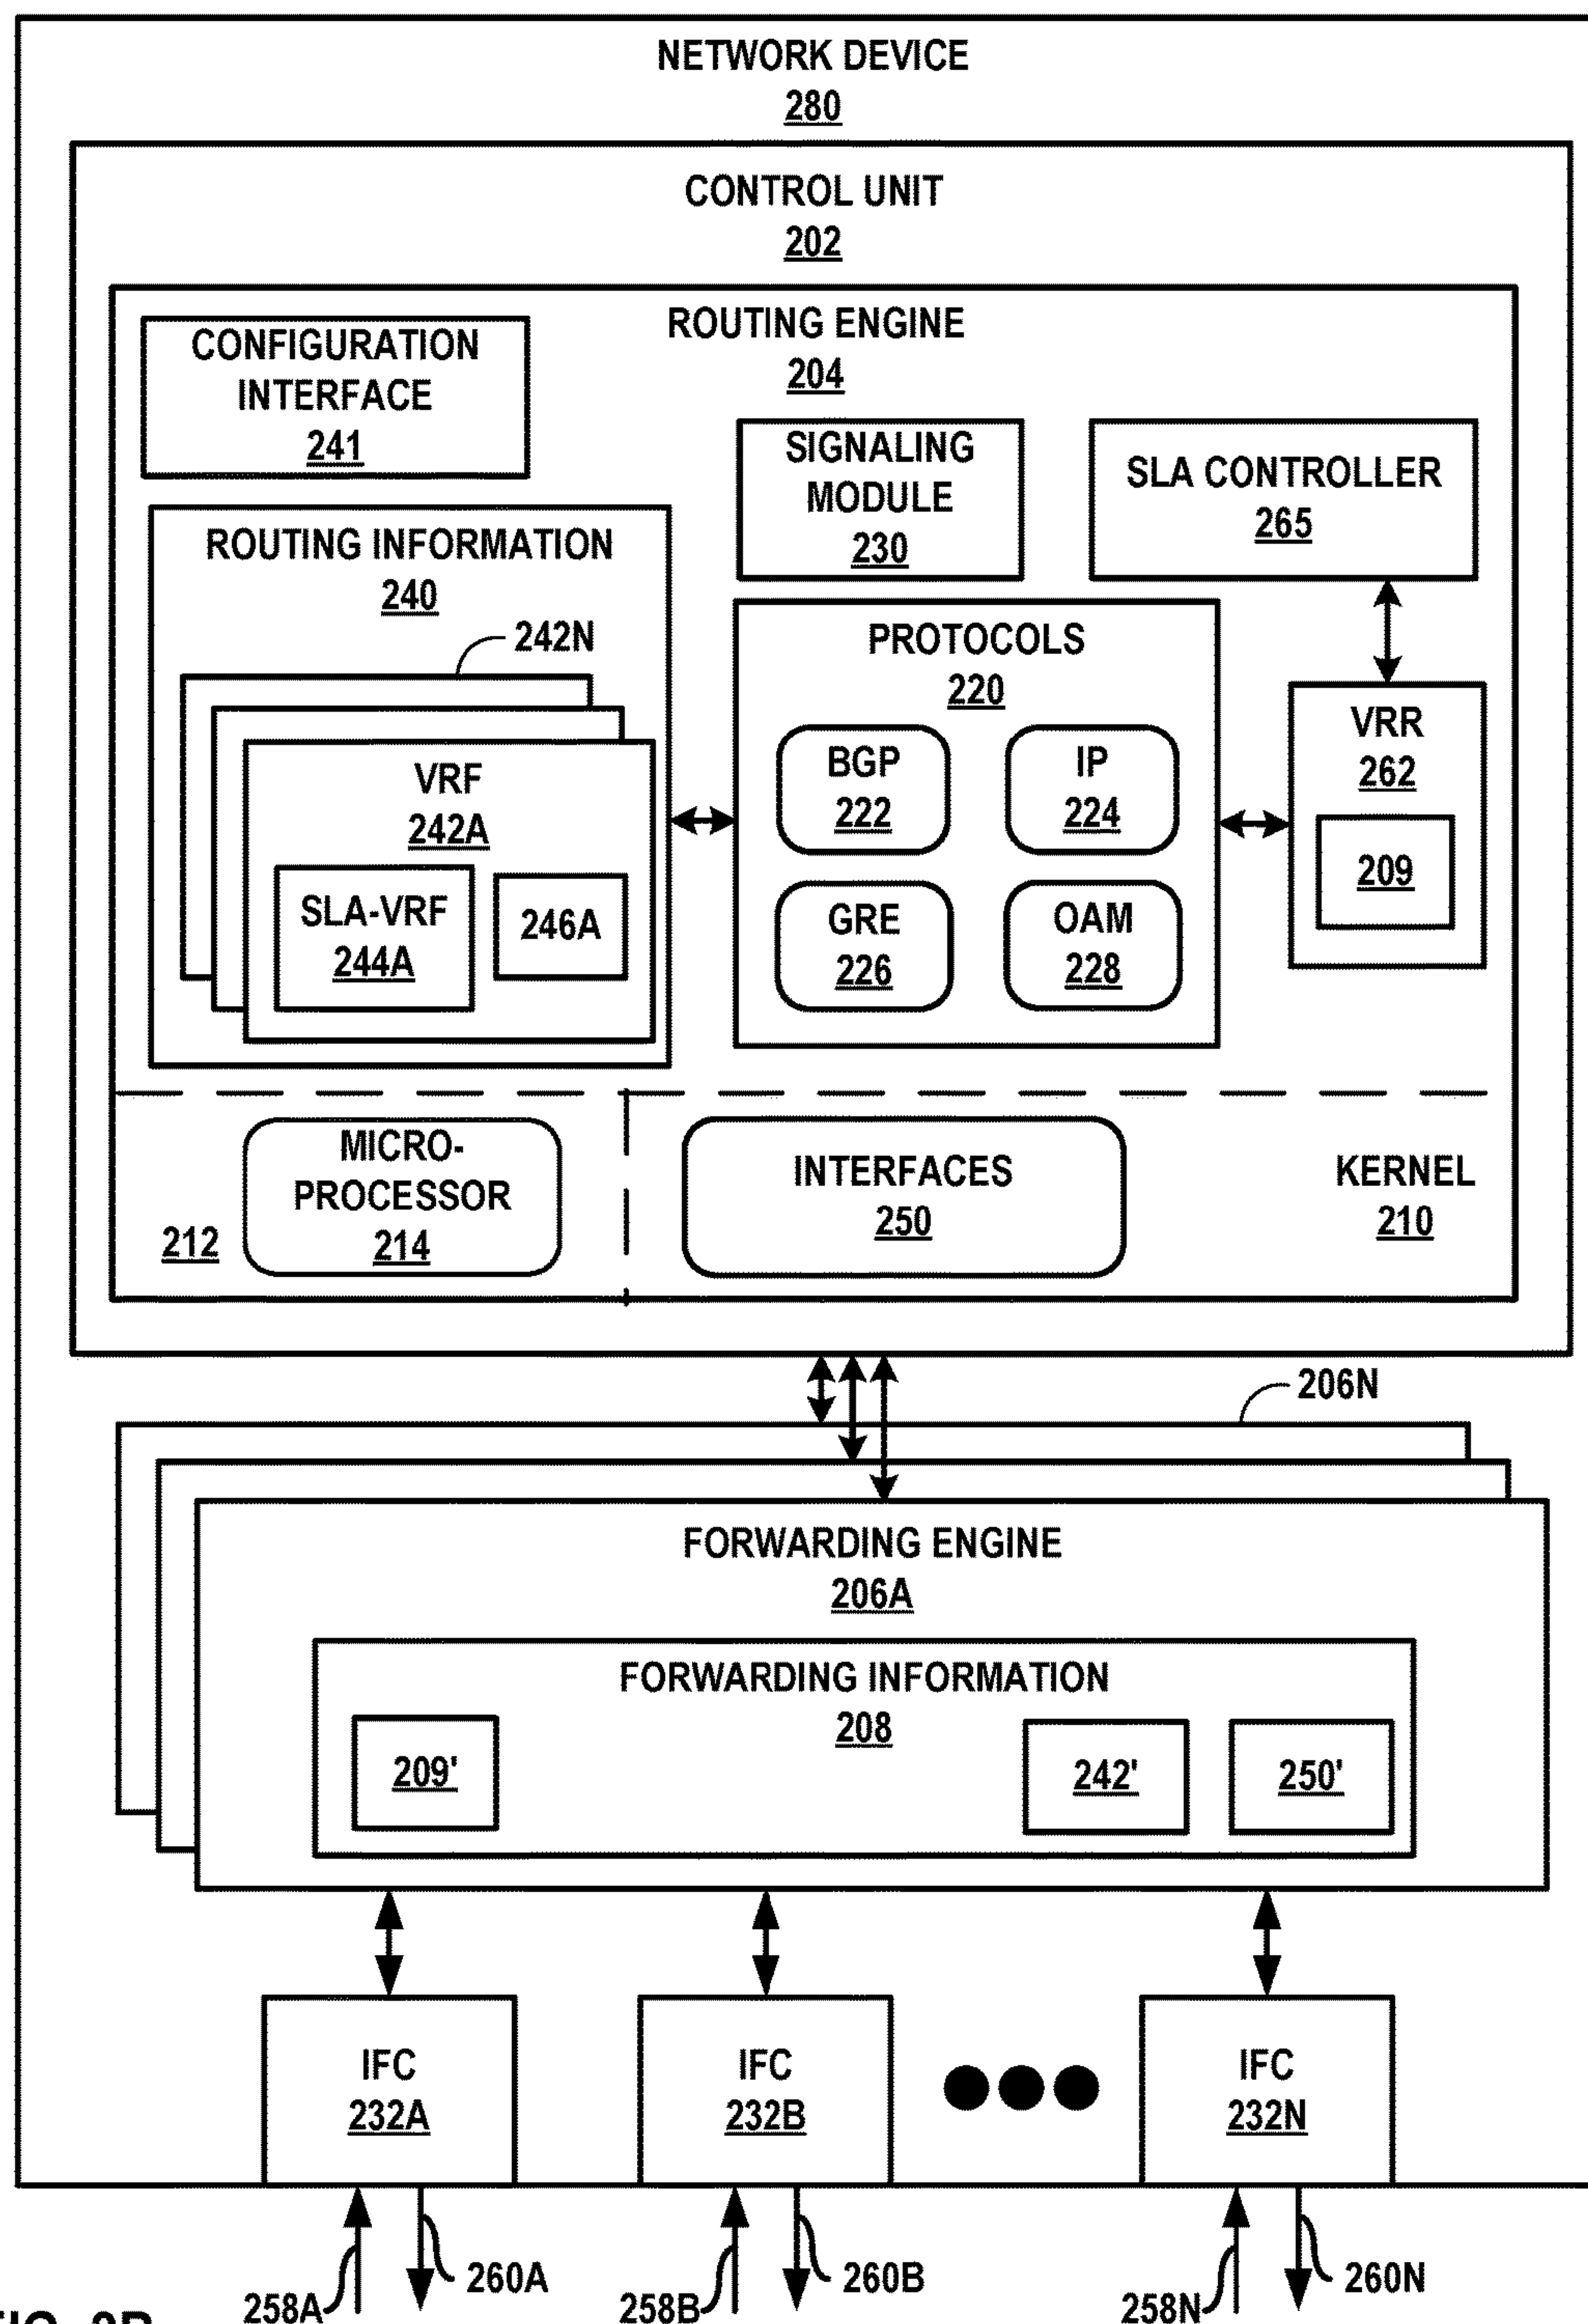 NETWORK DEVICE
280
CONTROL UNIT
202
ROUTING ENGINE
204
CONFIGURATION
INTERFACE
241
SIGNALING
MODULE
230
SLA CONTROLLER
265
ROUTING INFORMATION
240
242N
VRF
242A
SLA-VRF
244A
246A
PROTOCOLS
220
BGP
222
IP
224
GRE
226
OAM
228
VRR
262
209
212
MICRO-
PROCESSOR
214
INTERFACES
250
KERNEL
210
206N
FORWARDING ENGINE
206A
FORWARDING INFORMATION
208
209'
242'
250'
IFC
232A
IFC
232B
IFC
232N
258A
260A
258B
260B
258N
260N